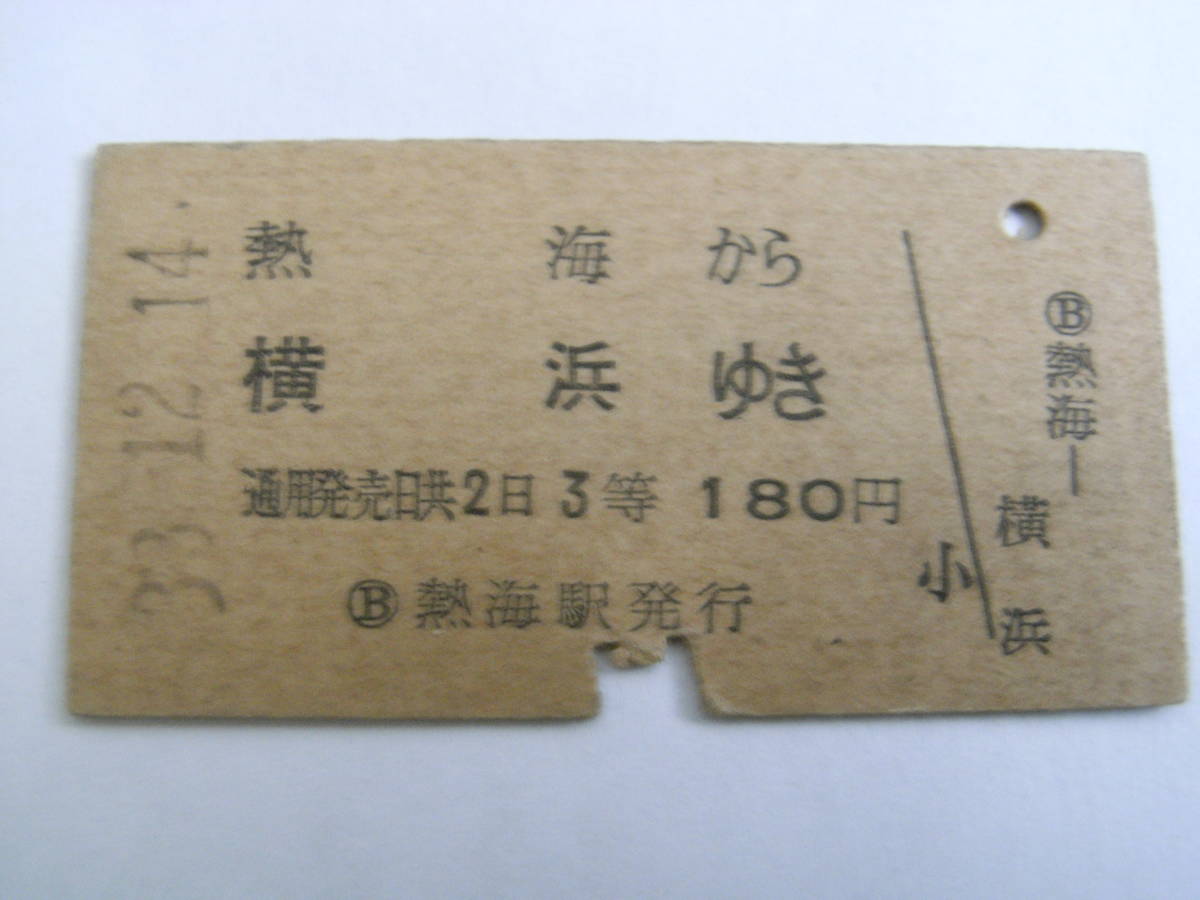 33.12.14.
熱海から
横浜ゆき
通用発売日共2日 3等 180円
Ⓑ熱海駅発行
小
Ⓑ熱海—
横浜